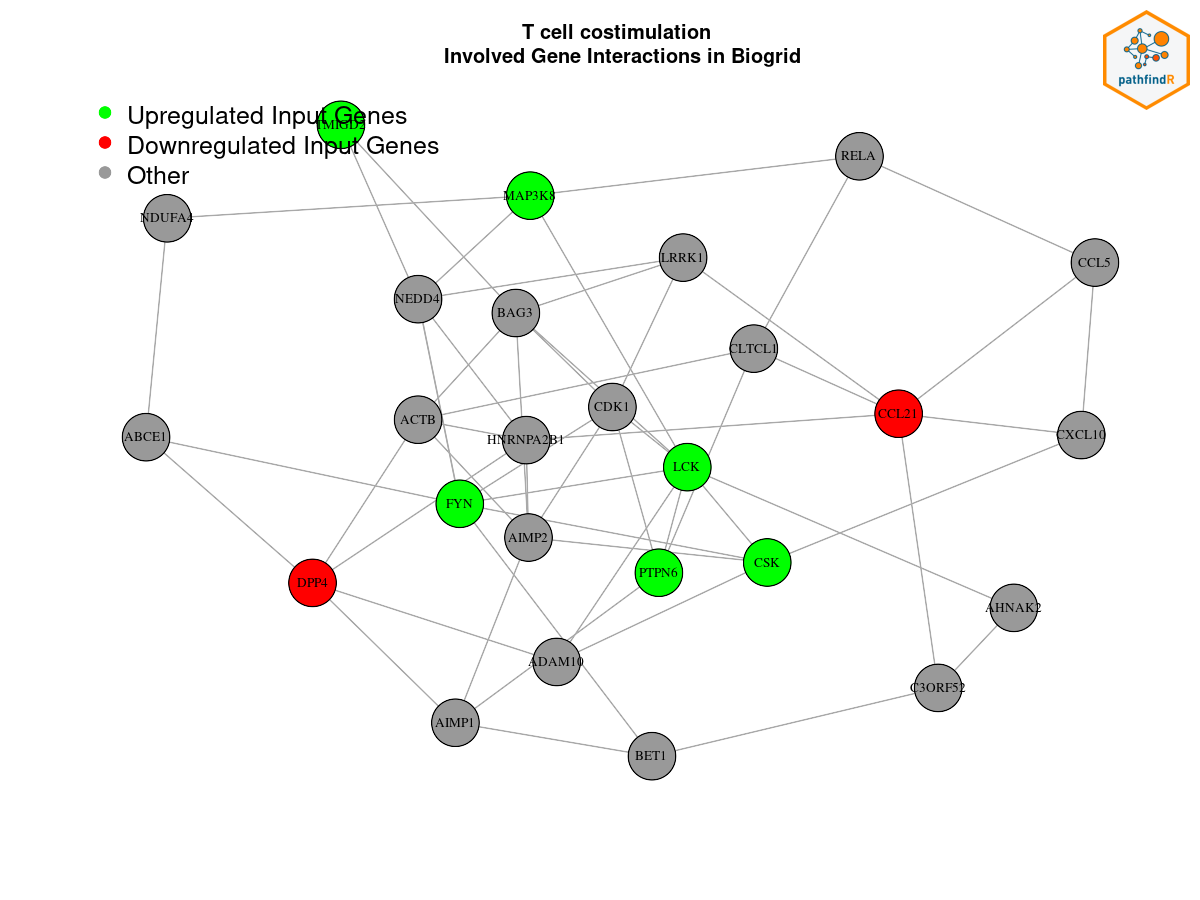 T cell costimulation
Involved Gene Interactions in Biogrid
pathfindR
Upregulated Input Genes
TMIGD2
Downregulated Input Genes
Other
RELA
MAP3K8
NDUFA4
LRRK1
CCL5
NEDD4
BAG3
CLTCL1
CDK1
CCL21
ACTB
ABCE1
HNRNPA2B1
CXCL10
LCK
FYN
AIMP2
CSK
PTPN6
DPP4
AHNAK2
ADAM10
C3ORF52
AIMP1
BET1